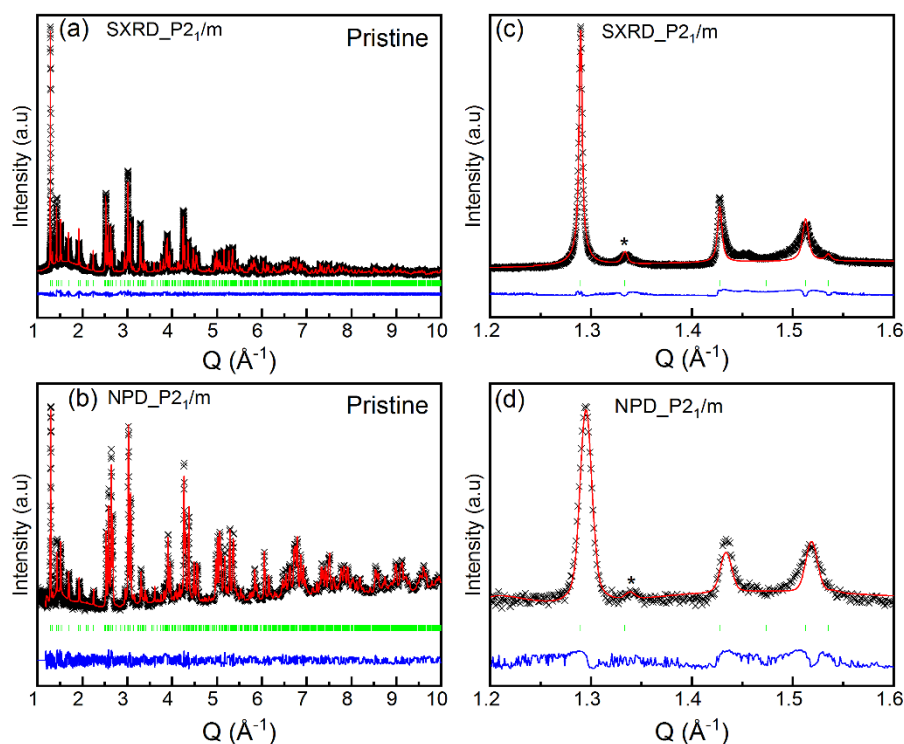 (a) SXRD_P2₁/m Pristine
Intensity (a.u)
1 2 3 4 5 6 7 8 9 10
Q (Å⁻¹)
(c) SXRD_P2₁/m
*
Intensity (a.u)
1.2 1.3 1.4 1.5 1.6
Q (Å⁻¹)
(b) NPD_P2₁/m Pristine
Intensity (a.u)
1 2 3 4 5 6 7 8 9 10
Q (Å⁻¹)
(d) NPD_P2₁/m
*
Intensity (a.u)
1.2 1.3 1.4 1.5 1.6
Q (Å⁻¹)